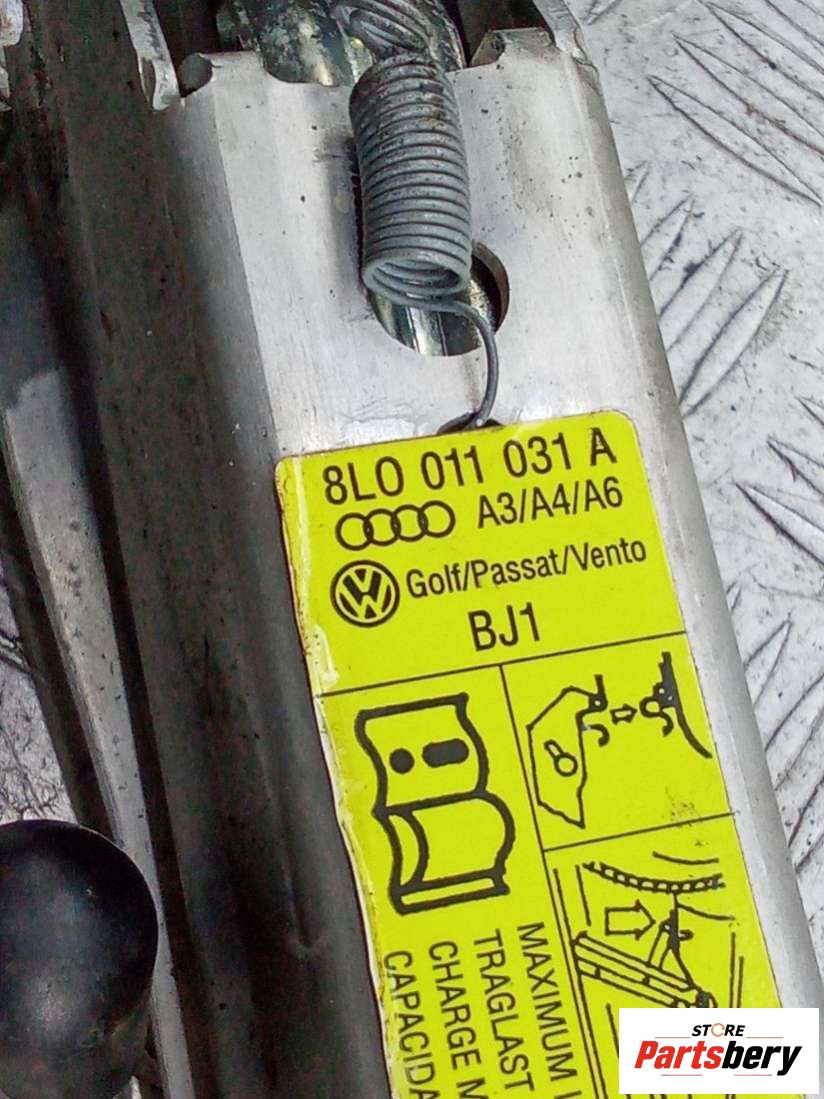 8L0 011 031 A
A3/A4/A6
Golf/Passat/Vento
BJ1
MAXIMUM
TRAGLAST
CHARGE M
CAPACIDA
STORE
Partsbery